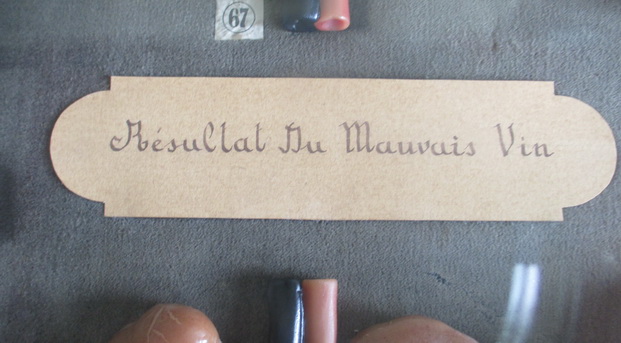 67
Résultat Du Mauvais Vin